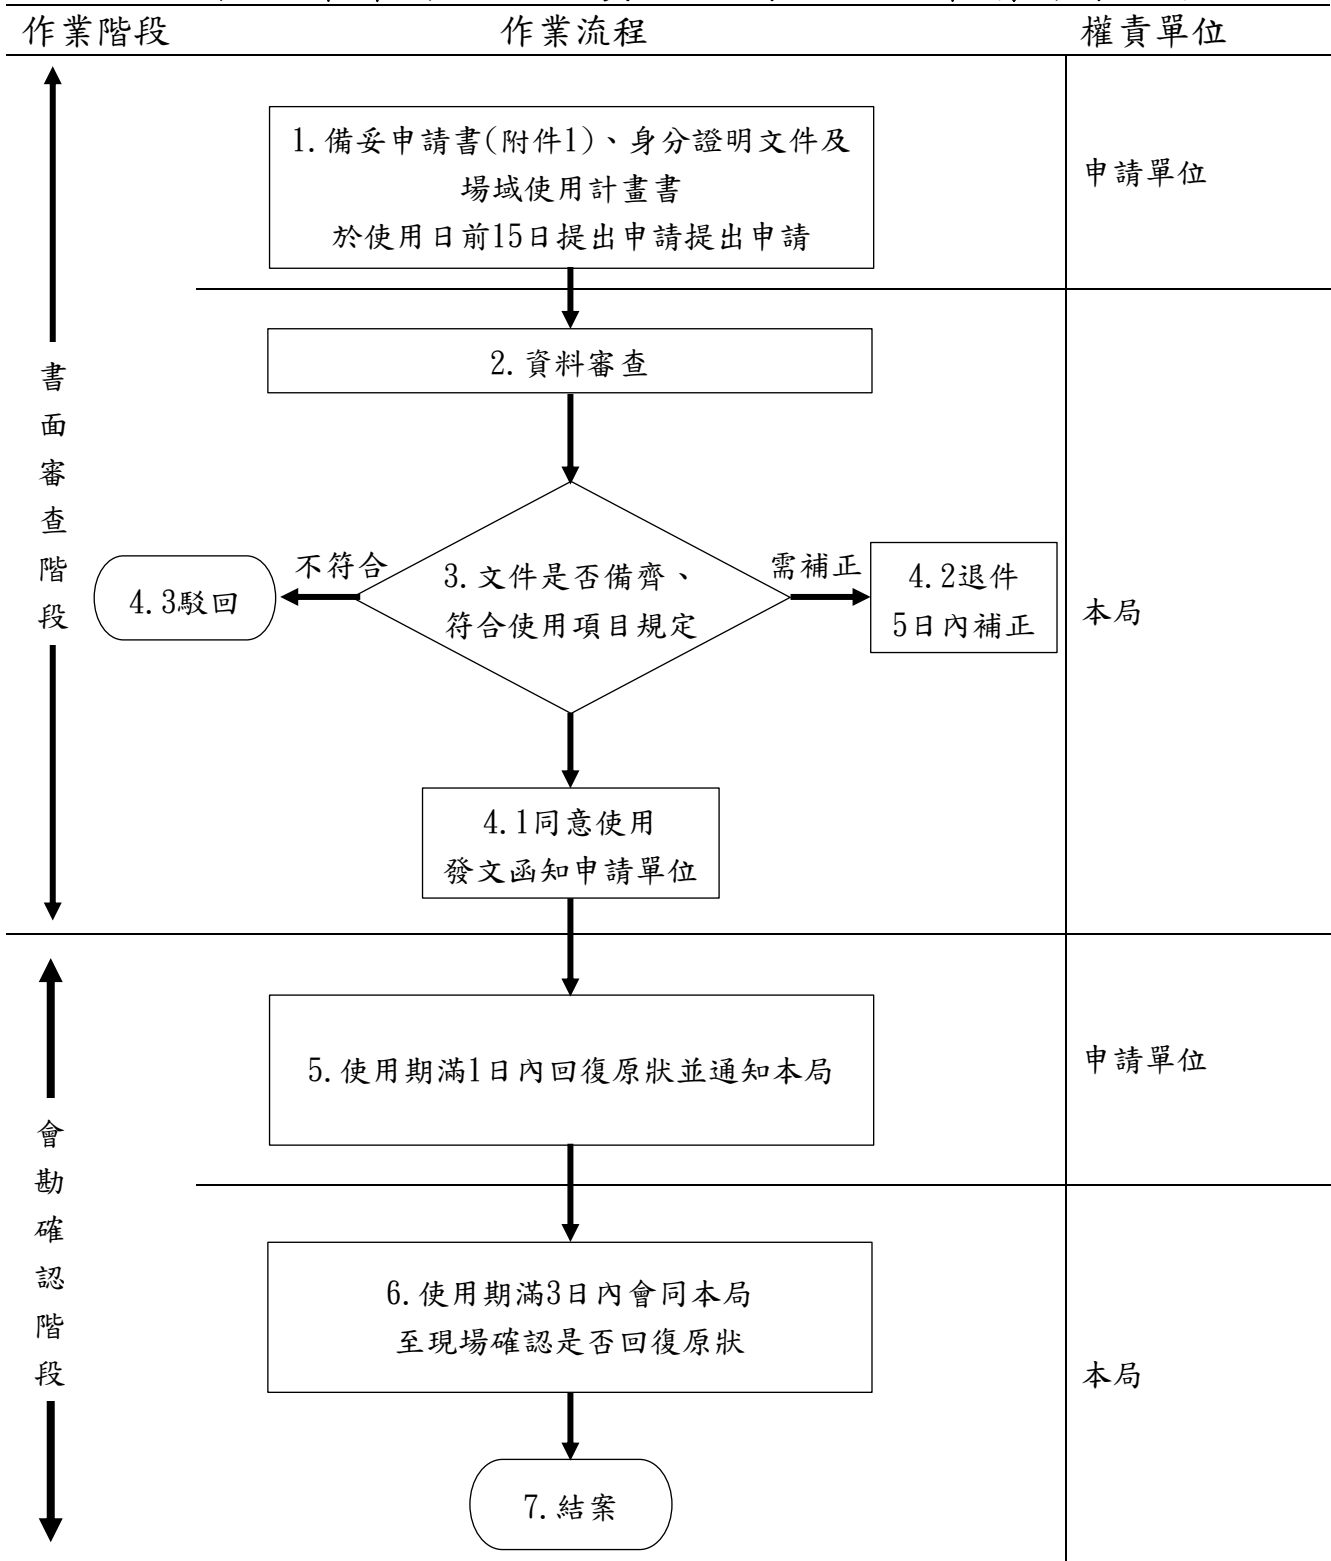 作業階段 作業流程 權責單位
1.備妥申請書(附件1)、身分證明文件及
場域使用計畫書
於使用日前15日提出申請提出申請
申請單位
2.資料審查
書面審查階段
不符合
3.文件是否備齊、
符合使用項目規定
需補正
4.3駁回
4.2退件
5日內補正
本局
4.1同意使用
發文函知申請單位
5.使用期滿1日內回復原狀並通知本局
申請單位
會勘確認階段
6.使用期滿3日內會同本局
至現場確認是否回復原狀
本局
7.結案